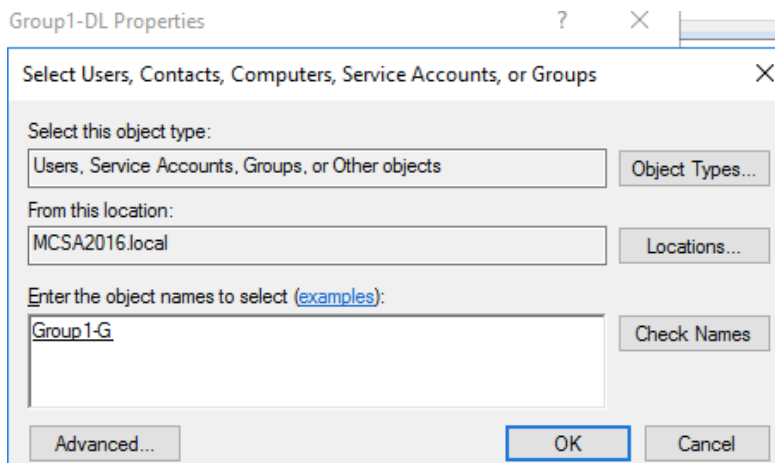 Group1-DL Properties ?
Select Users, Contacts, Computers, Service Accounts, or Groups
Select this object type:
Users, Service Accounts, Groups, or Other objects Object Types...
From this location:
MCSA2016.local Locations...
Enter the object names to select (examples):
Group1-G Check Names
Advanced... OK Cancel